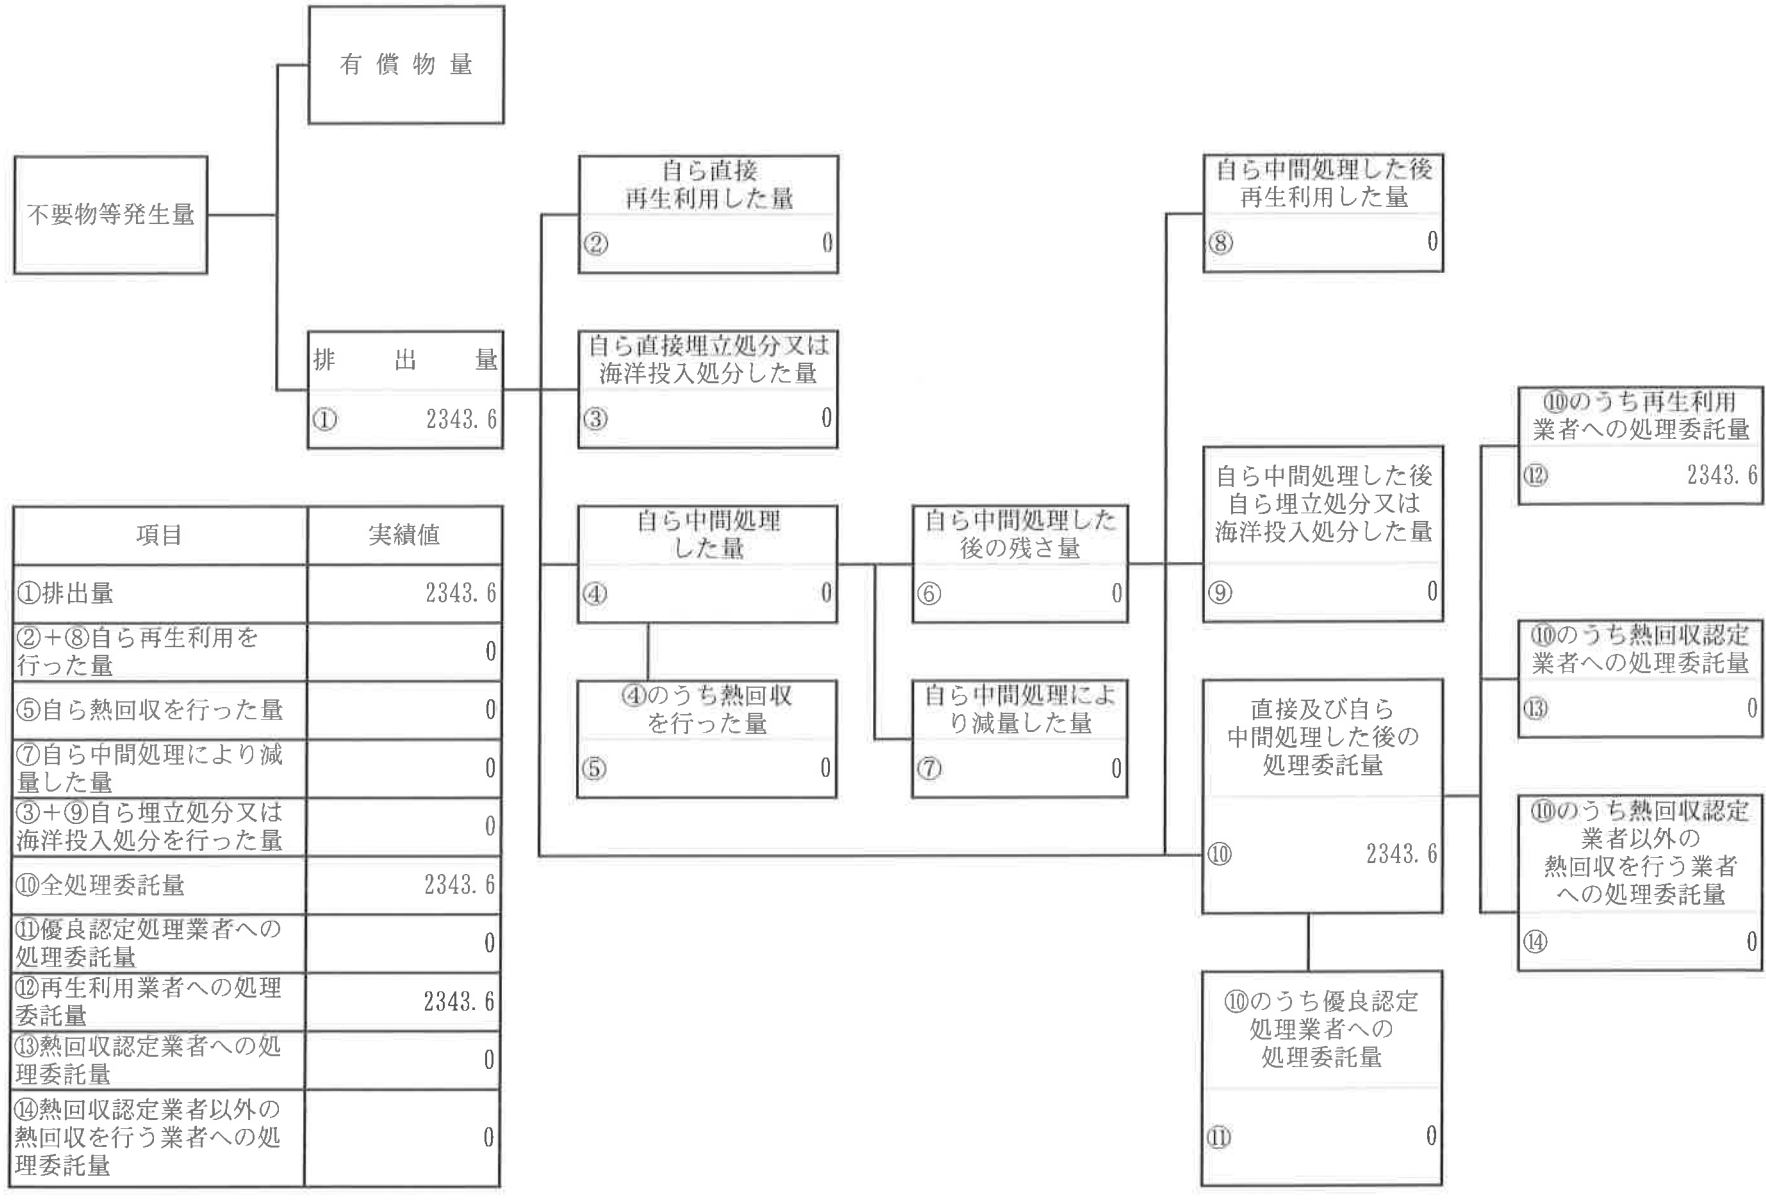 有償物量
不要物等発生量
排出量
① 2343.6
自ら直接
再生利用した量
② 0
自ら直接埋立処分又は
海洋投入処分した量
③ 0
自ら中間処理
した量
④ 0
④のうち熱回収
を行った量
⑤ 0
自ら中間処理した
後の残さ量
⑥ 0
自ら中間処理によ
り減量した量
⑦ 0
自ら中間処理した後
再生利用した量
⑧ 0
自ら中間処理した後
自ら埋立処分又は
海洋投入処分した量
⑨ 0
直接及び自ら
中間処理した後の
処理委託量
⑩ 2343.6
⑩のうち優良認定
処理業者への
処理委託量
⑪ 0
⑩のうち再生利用
業者への処理委託量
⑫ 2343.6
⑩のうち熱回収認定
業者への処理委託量
⑬ 0
⑩のうち熱回収認定
業者以外の
熱回収を行う業者
への処理委託量
⑭ 0
項目 実績値
①排出量 2343.6
②+⑧自ら再生利用を
行った量 0
⑤自ら熱回収を行った量 0
⑦自ら中間処理により減
量した量 0
③+⑨自ら埋立処分又は
海洋投入処分を行った量 0
⑩全処理委託量 2343.6
⑪優良認定処理業者への
処理委託量 0
⑫再生利用業者への処理
委託量 2343.6
⑬熱回収認定業者への処
理委託量 0
⑭熱回収認定業者以外の
熱回収を行う業者への処
理委託量 0